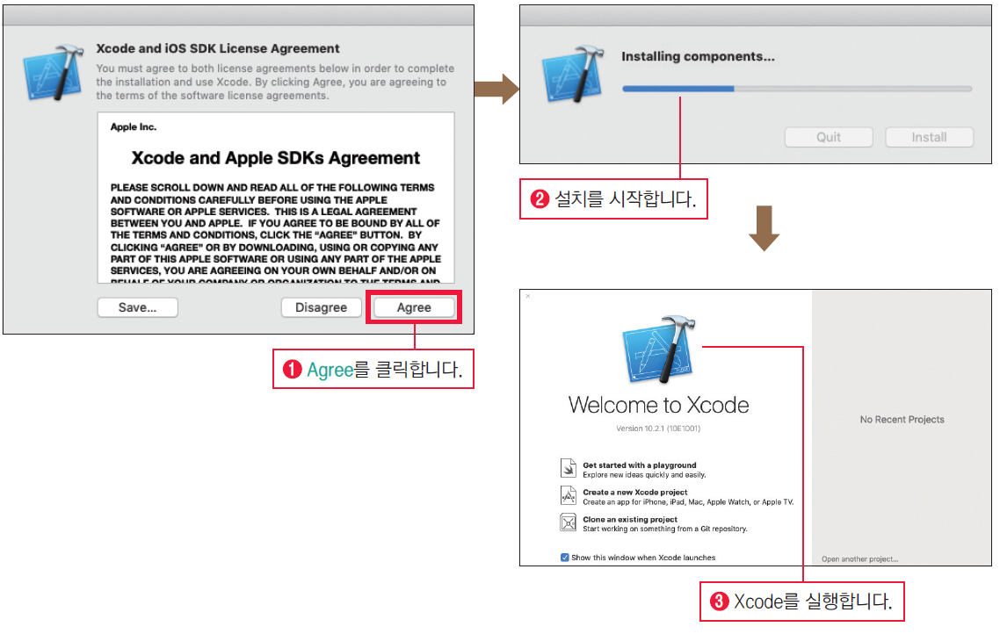 Xcode and iOS SDK License Agreement
You must agree to both license agreements below in order to complete
the installation and use Xcode. By clicking Agree, you are agreeing to
the terms of the software license agreements.
Apple Inc.
Xcode and Apple SDKs Agreement
PLEASE SCROLL DOWN AND READ ALL OF THE FOLLOWING TERMS
AND CONDITIONS CAREFULLY BEFORE USING THE APPLE
SOFTWARE OR APPLE SERVICES. THIS IS A LEGAL AGREEMENT
BETWEEN YOU AND APPLE. IF YOU AGREE TO BE BOUND BY ALL OF
THE TERMS AND CONDITIONS, CLICK THE “AGREE” BUTTON. BY
CLICKING “AGREE” OR BY DOWNLOADING, USING OR COPYING ANY
PART OF THIS APPLE SOFTWARE OR USING ANY PART OF THE APPLE
SERVICES, YOU ARE AGREEING ON YOUR OWN BEHALF AND/OR ON
BEHALF OF YOUR COMPANY OR ORGANIZATION TO THE TERMS AND
Save...
Disagree
Agree
❶ Agree를 클릭합니다.
Installing components...
Quit
Install
❷ 설치를 시작합니다.
Welcome to Xcode
Version 10.2.1 (10E1001)
Get started with a playground
Explore new ideas quickly and easily.
Create a new Xcode project
Create an app for iPhone, iPad, Mac, Apple Watch, or Apple TV.
Clone an existing project
Start working on something from a Git repository.
Show this window when Xcode launches
No Recent Projects
Open another project...
❸ Xcode를 실행합니다.